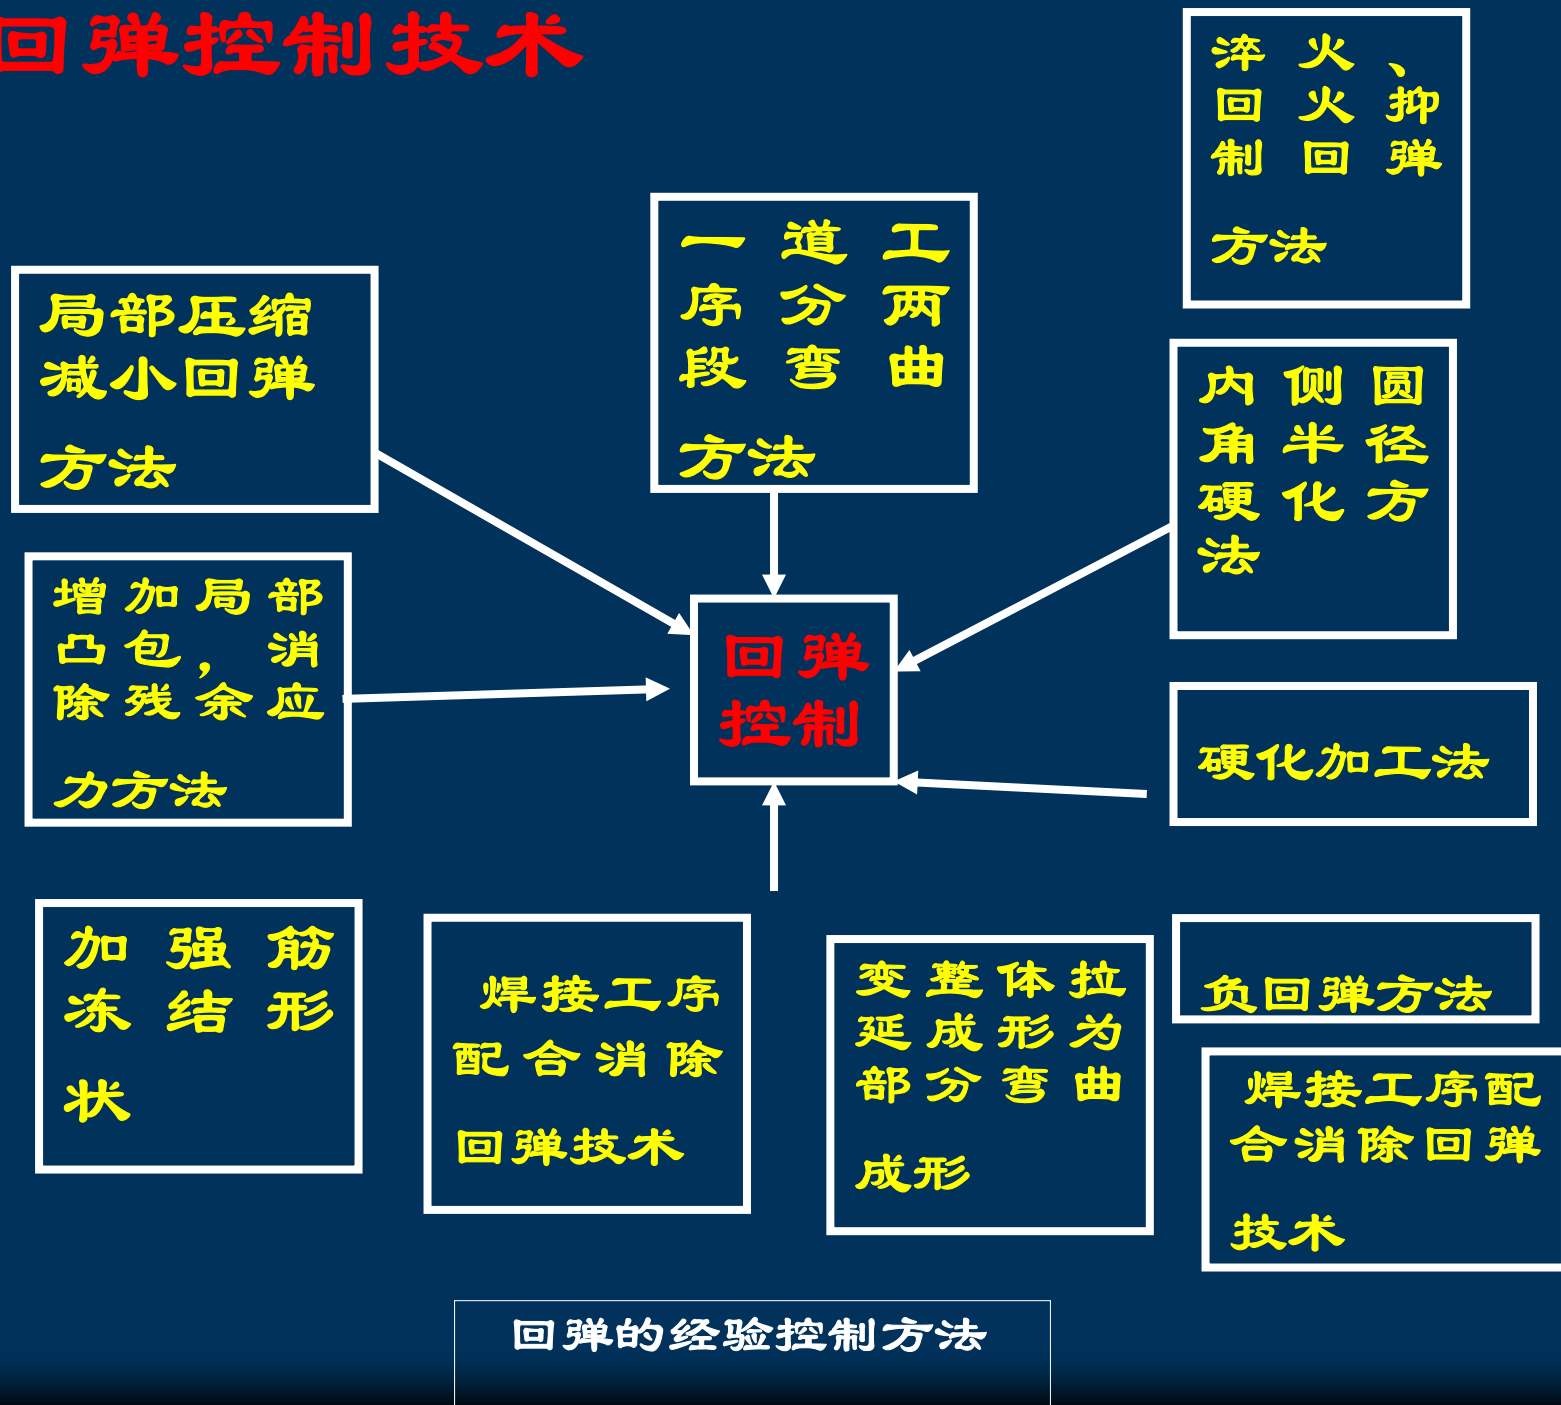 回弹控制技术
淬火、
回火抑
制回弹
方法
一道工
序分两
段弯曲
方法
局部压缩
减小回弹
方法
内侧圆
角半径
硬化方
法
增加局部
凸包，消
除残余应
力方法
回弹
控制
硬化加工法
加强筋
冻结形
状
焊接工序
配合消除
回弹技术
变整体拉
延成形为
部分弯曲
成形
负回弹方法
焊接工序配
合消除回弹
技术
回弹的经验控制方法